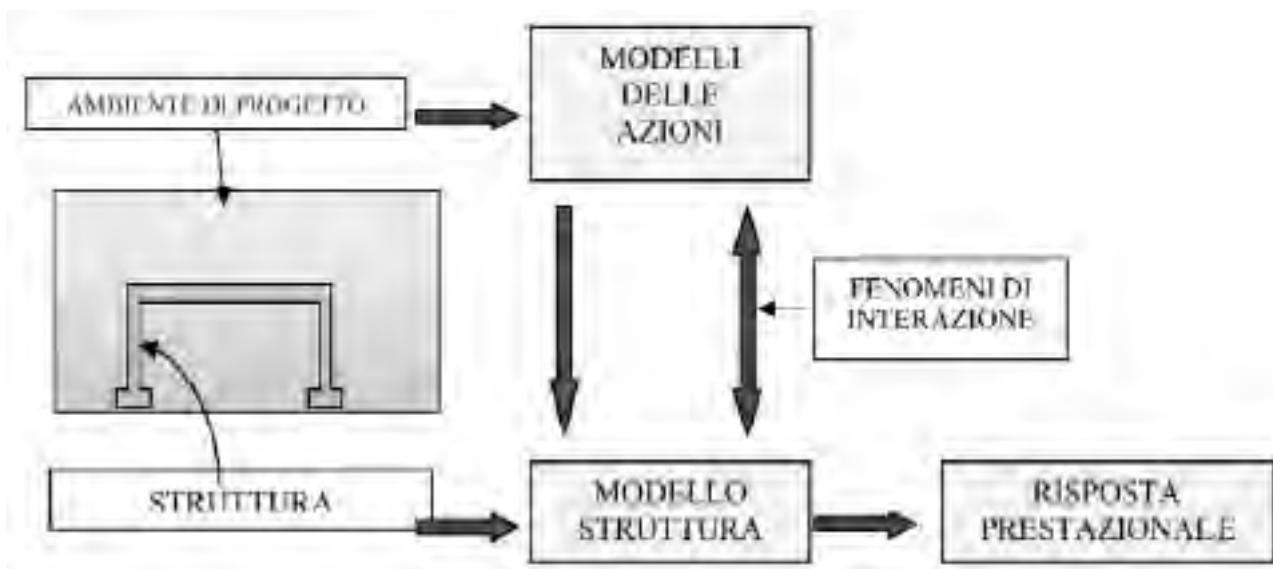 AMBIENTE DI PROGETTO
MODELLI
DELLE
AZIONI
FENOMENI DI
INTERAZIONE
STRUTTURA
MODELLO
STRUTTURA
RISPOSTA
PRESTAZIONALE